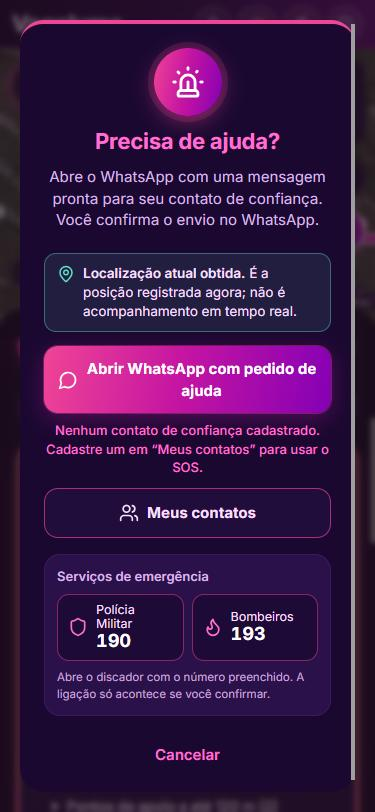 Precisa de ajuda?
Abre o WhatsApp com uma mensagem
pronta para seu contato de confiança.
Você confirma o envio no WhatsApp.
Localização atual obtida. É a
posição registrada agora; não é
acompanhamento em tempo real.
Abrir WhatsApp com pedido de
ajuda
Nenhum contato de confiança cadastrado.
Cadastre um em “Meus contatos” para usar o
SOS.
Meus contatos
Serviços de emergência
Polícia
Militar
190
Bombeiros
193
Abre o discador com o número preenchido. A
ligação só acontece se você confirmar.
Cancelar